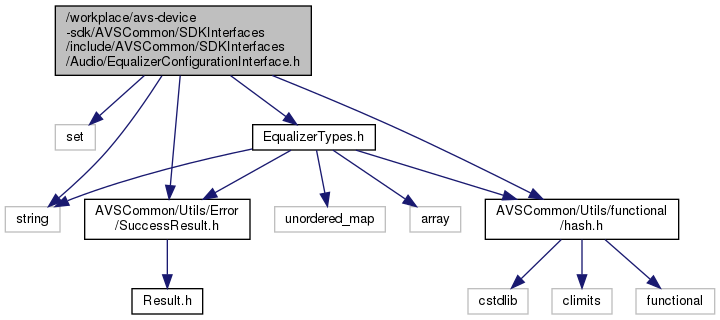 /workplace/avs-device
-sdk/AVSCommon/SDKInterfaces
/include/AVSCommon/SDKInterfaces
/Audio/EqualizerConfigurationInterface.h
set
EqualizerTypes.h
string
AVSCommon/Utils/Error
/SuccessResult.h
unordered_map
array
AVSCommon/Utils/functional
/hash.h
Result.h
cstdlib
climits
functional